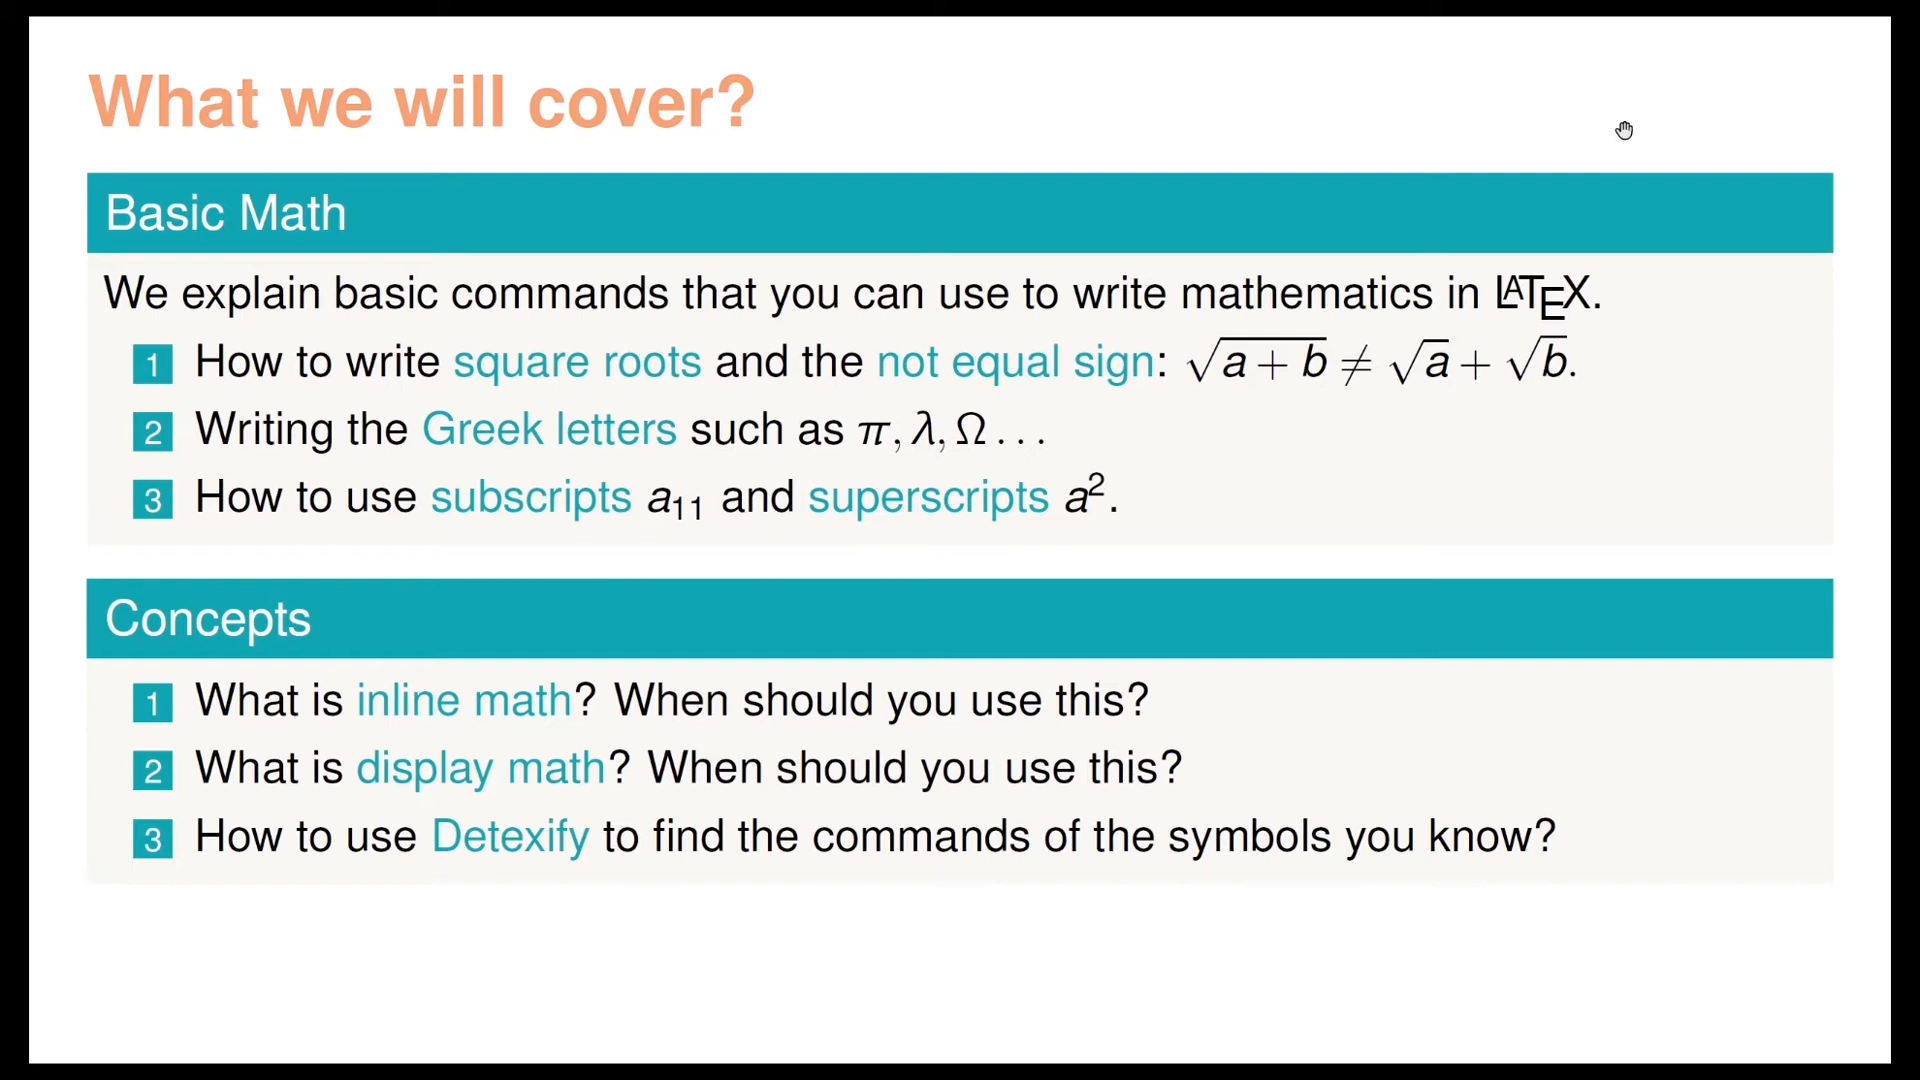 What we will cover?
Basic Math
We explain basic commands that you can use to write mathematics in LATEX.
1 How to write square roots and the not equal sign: √a + b ≠ √a + √b.
2 Writing the Greek letters such as π, λ, Ω . . .
3 How to use subscripts a₁₁ and superscripts a².
Concepts
1 What is inline math? When should you use this?
2 What is display math? When should you use this?
3 How to use Detexify to find the commands of the symbols you know?